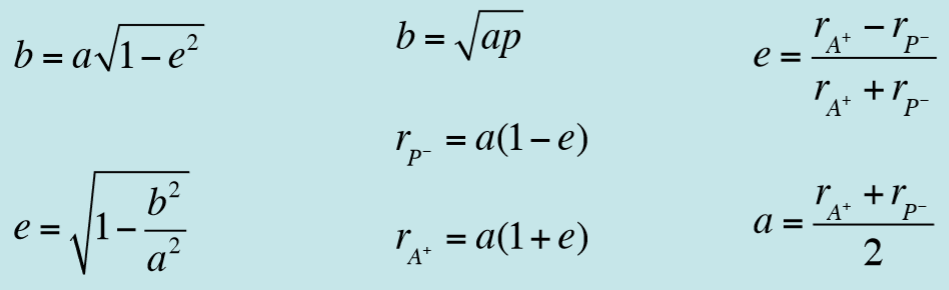 b = a√(1 − e²)
b = √(ap)
e = (r_{A⁺} − r_{P⁻}) / (r_{A⁺} + r_{P⁻})
r_{P⁻} = a(1 − e)
e = √(1 − b²/a²)
r_{A⁺} = a(1 + e)
a = (r_{A⁺} + r_{P⁻}) / 2